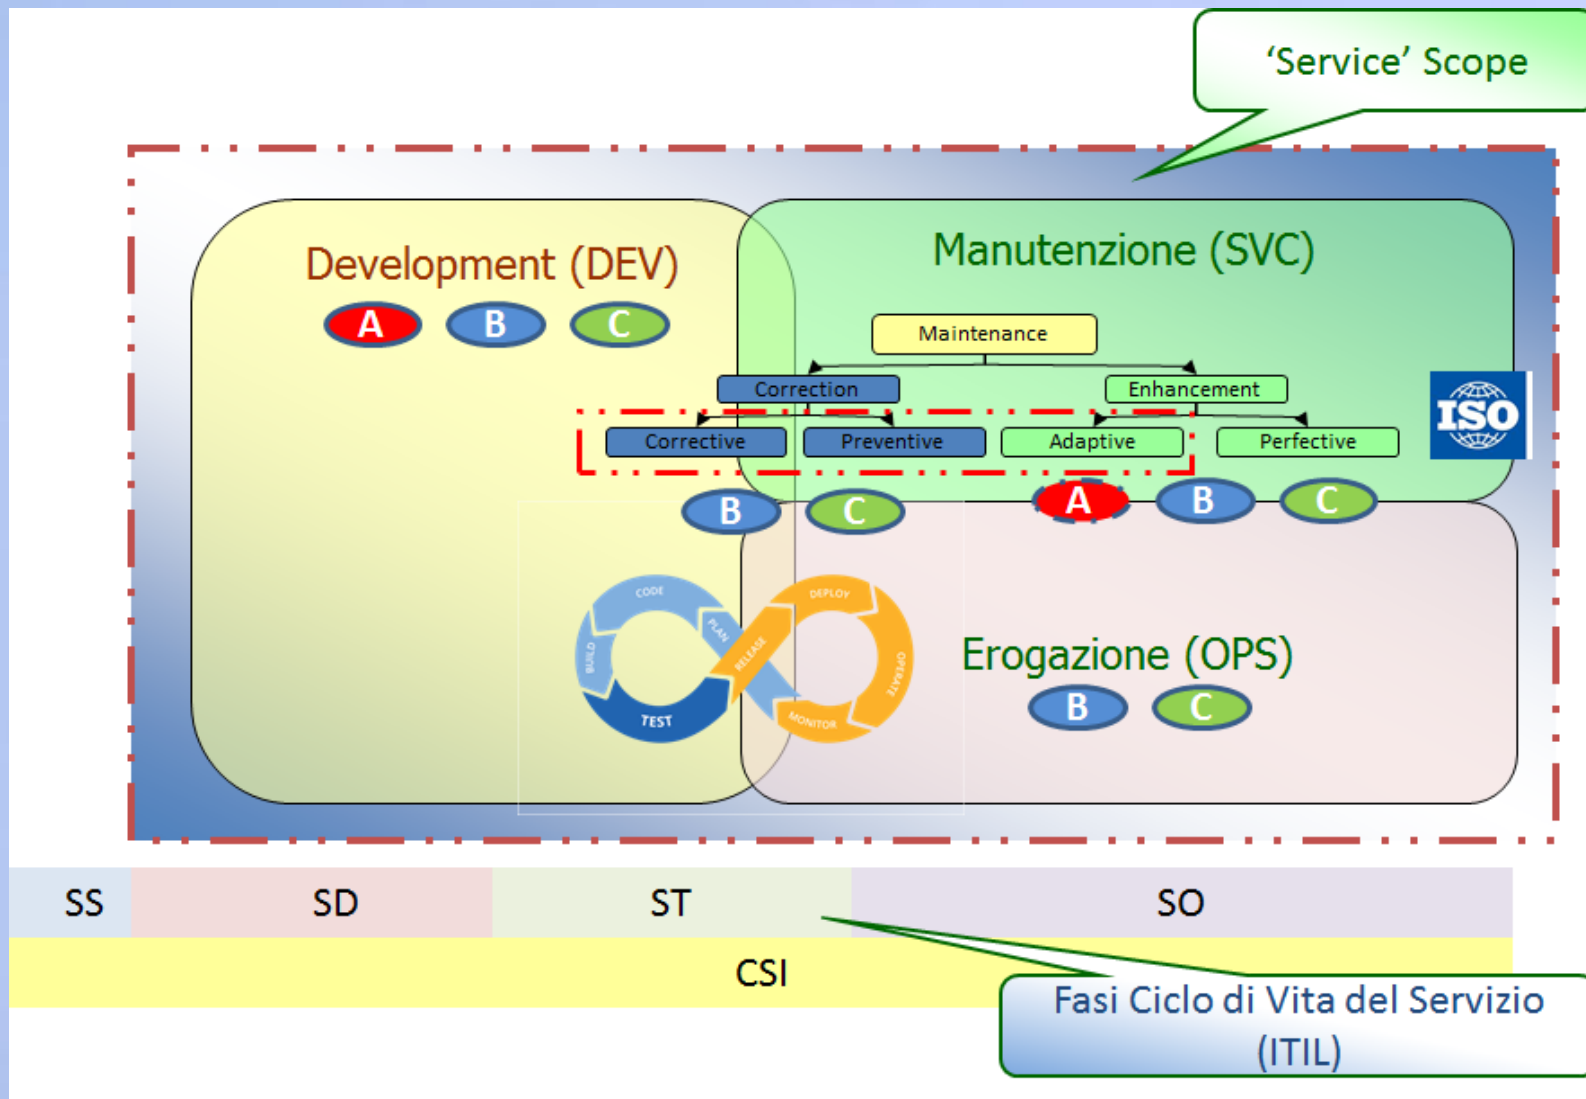 ‘Service’ Scope
Development (DEV)
A B C
Manutenzione (SVC)
Maintenance
Correction Enhancement
Corrective Preventive Adaptive Perfective
ISO
B C A B C
CODE
BUILD
TEST
PLAN
RELEASE
DEPLOY
OPERATE
MONITOR
Erogazione (OPS)
B C
SS SD ST SO
CSI
Fasi Ciclo di Vita del Servizio
(ITIL)